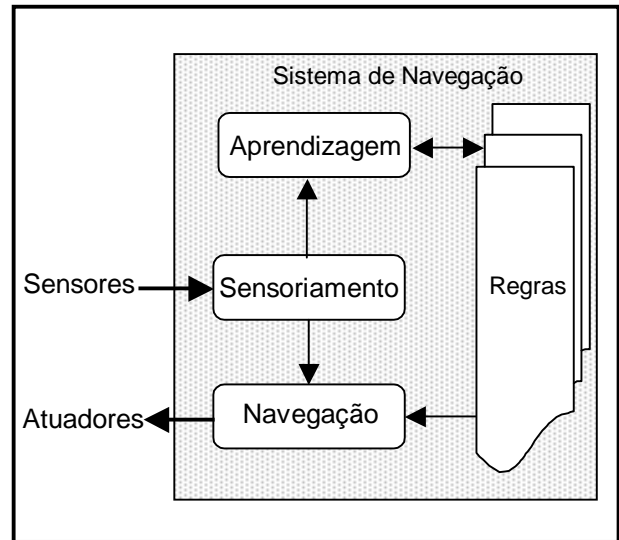 Sistema de Navegação
Aprendizagem
Sensores
Sensoriamento
Regras
Atuadores
Navegação